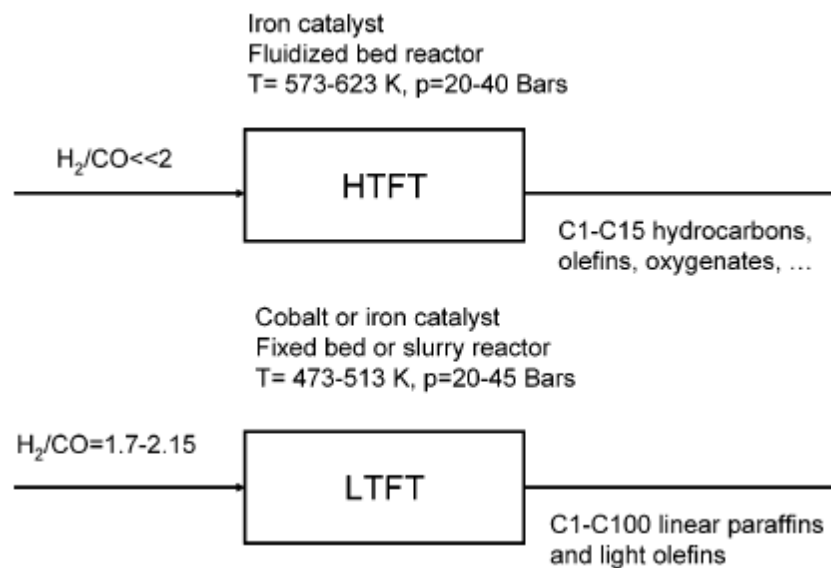 Iron catalyst
Fluidized bed reactor
T= 573-623 K, p=20-40 Bars
H₂/CO<<2
HTFT
C1-C15 hydrocarbons,
olefins, oxygenates, …
Cobalt or iron catalyst
Fixed bed or slurry reactor
T= 473-513 K, p=20-45 Bars
H₂/CO=1.7-2.15
LTFT
C1-C100 linear paraffins
and light olefins